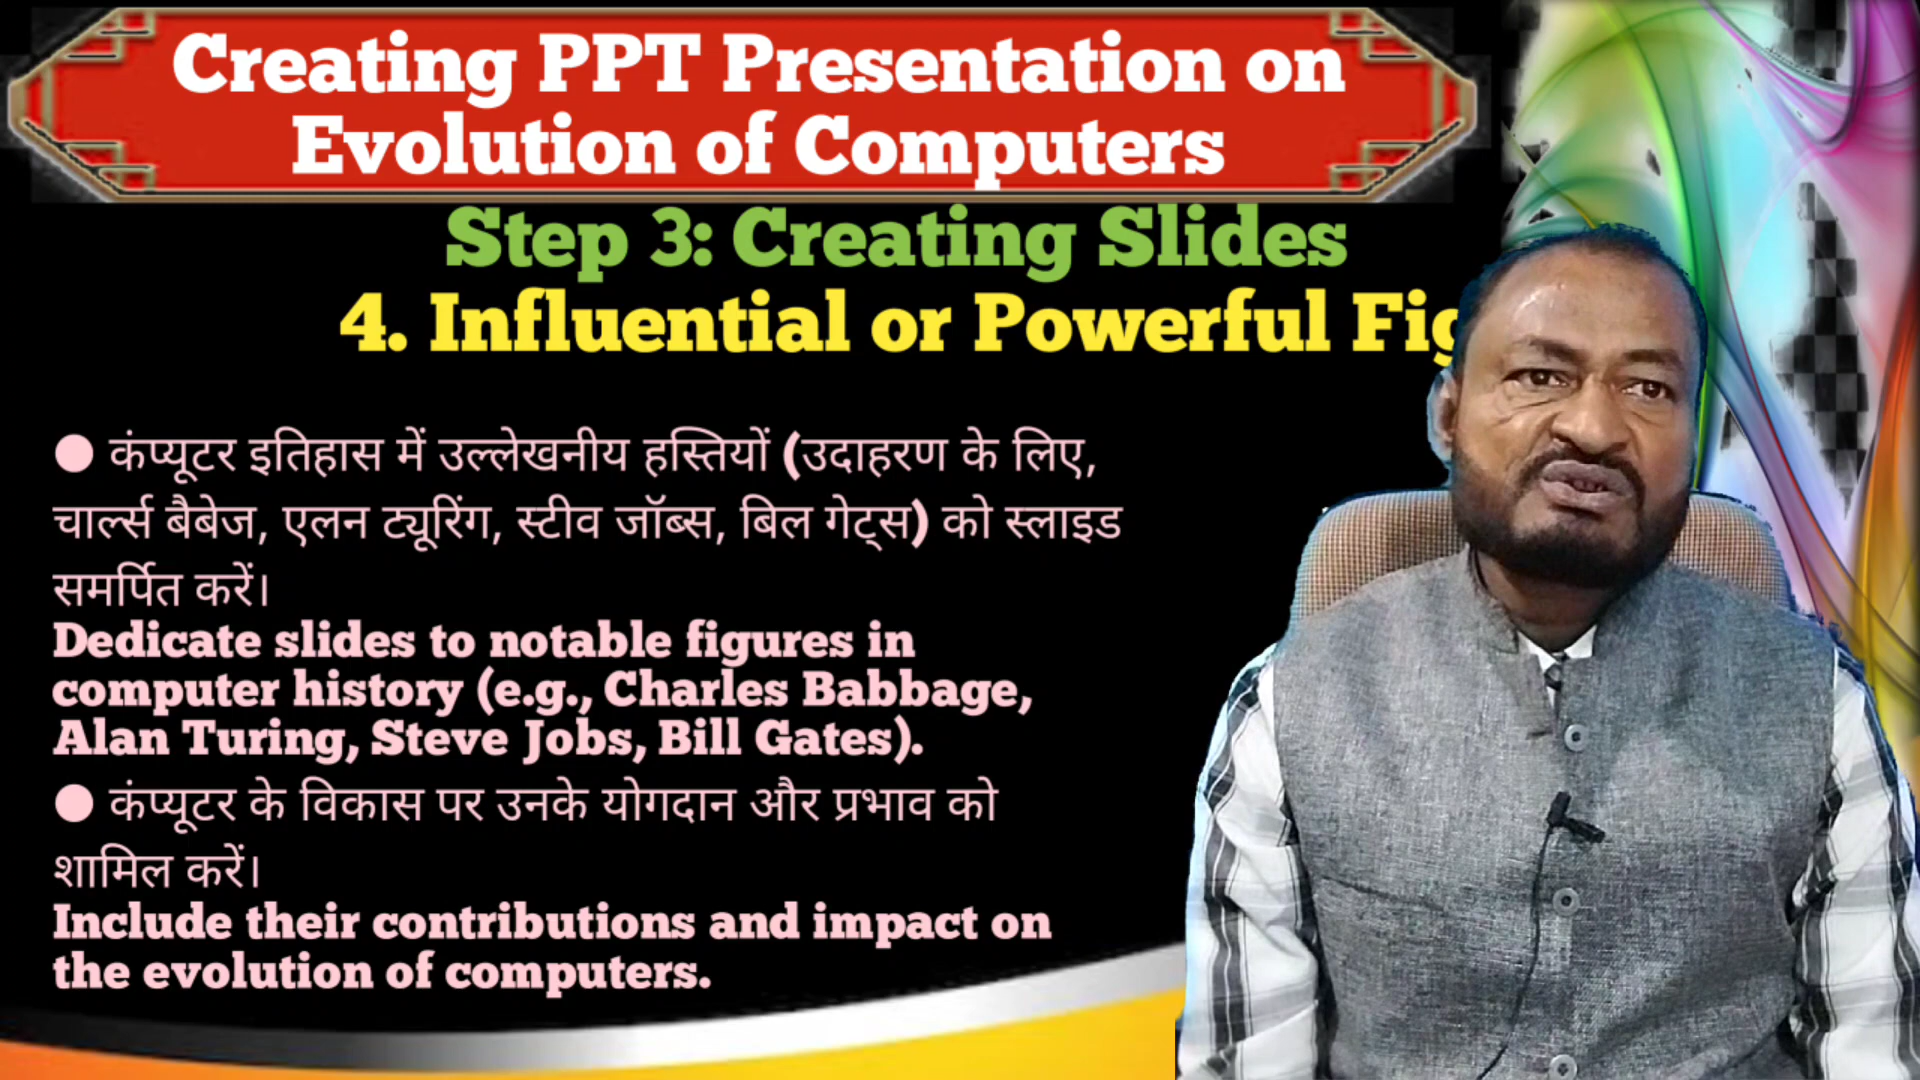 Creating PPT Presentation on
Evolution of Computers
Step 3: Creating Slides
4. Influential or Powerful
● कंप्यूटर इतिहास में उल्लेखनीय हस्तियों (उदाहरण के लिए,
चार्ल्स बैबेज, एलन ट्यूरिंग, स्टीव जॉब्स, बिल गेट्स) को स्लाइड
समर्पित करें।
Dedicate slides to notable figures in
computer history (e.g., Charles Babbage,
Alan Turing, Steve Jobs, Bill Gates).
● कंप्यूटर के विकास पर उनके योगदान और प्रभाव को
शामिल करें।
Include their contributions and impact on
the evolution of computers.